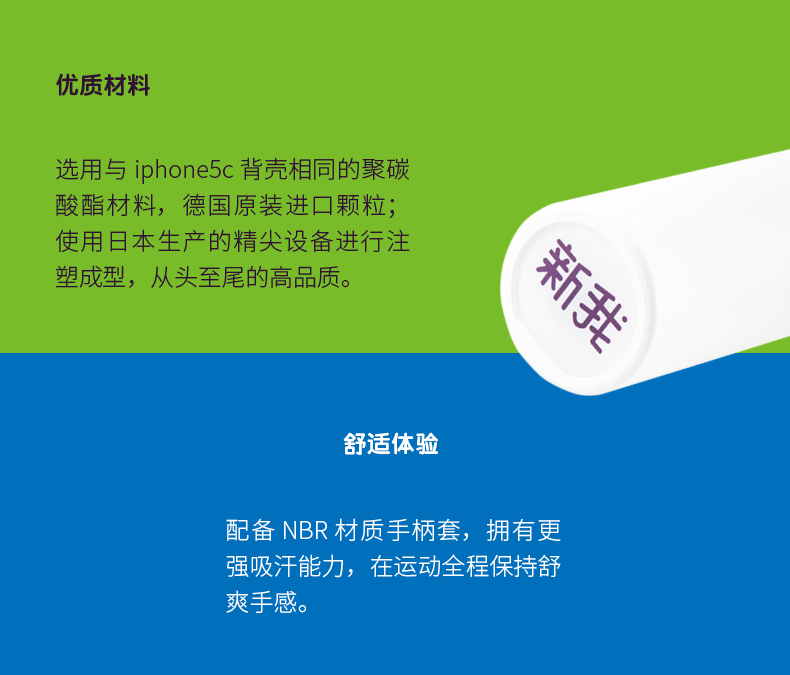 优质材料
选用与 iphone5c 背壳相同的聚碳
酸酯材料，德国原装进口颗粒；
使用日本生产的精尖设备进行注
塑成型，从头至尾的高品质。
新我
舒适体验
配备 NBR 材质手柄套，拥有更
强吸汗能力，在运动全程保持舒
爽手感。